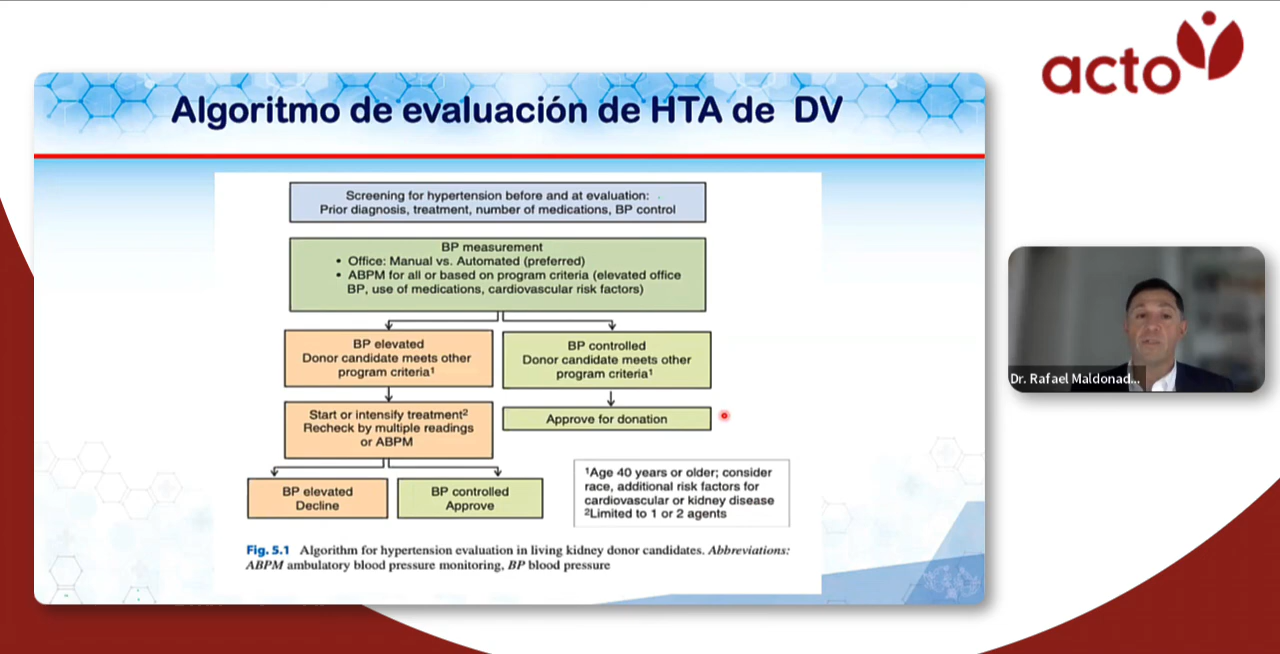 acto
Algoritmo de evaluación de HTA de DV
Screening for hypertension before and at evaluation:
Prior diagnosis, treatment, number of medications, BP control
BP measurement
• Office: Manual vs. Automated (preferred)
• ABPM for all or based on program criteria (elevated office
BP, use of medications, cardiovascular risk factors)
BP elevated
Donor candidate meets other
program criteria¹
BP controlled
Donor candidate meets other
program criteria¹
Start or intensify treatment²
Recheck by multiple readings
or ABPM
Approve for donation
BP elevated
Decline
BP controlled
Approve
¹Age 40 years or older; consider
race, additional risk factors for
cardiovascular or kidney disease
²Limited to 1 or 2 agents
Fig. 5.1 Algorithm for hypertension evaluation in living kidney donor candidates. Abbreviations:
ABPM ambulatory blood pressure monitoring, BP blood pressure
Dr. Rafael Maldonad...